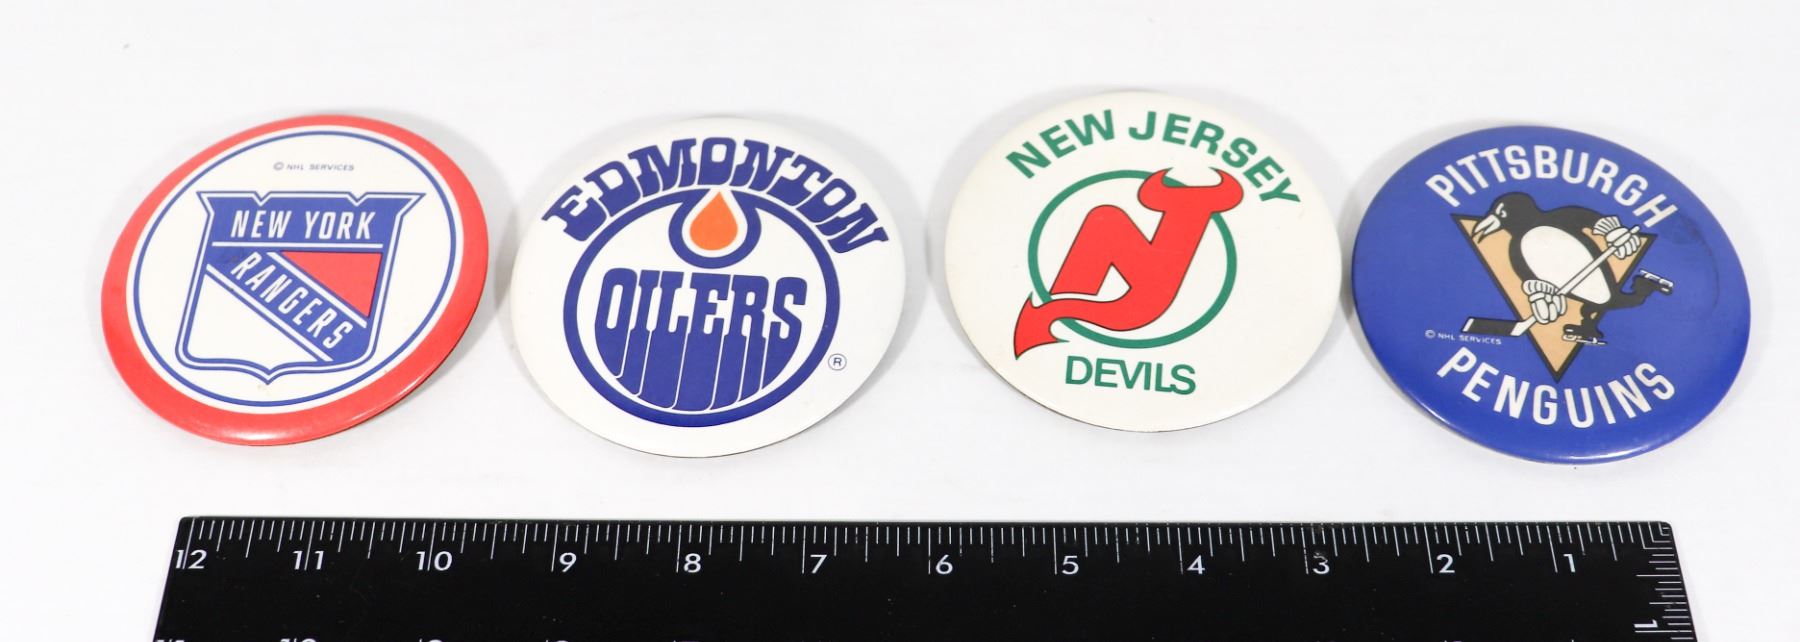 © NHL SERVICES
NEW YORK
RANGERS
EDMONTON
OILERS
®
NEW JERSEY
DEVILS
PITTSBURGH
© NHL SERVICES
PENGUINS
12 11 10 9 8 7 6 5 4 3 2 1
1